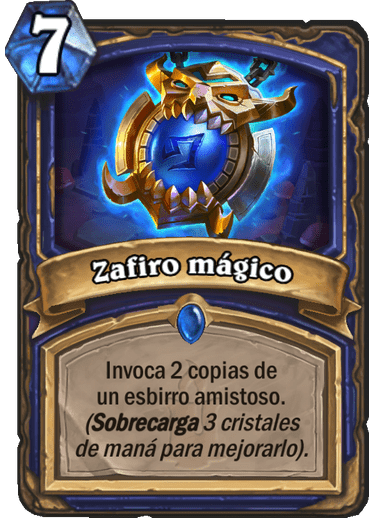 7
Zafiro mágico
Invoca 2 copias de
un esbirro amistoso.
(Sobrecarga 3 cristales
de maná para mejorarlo).